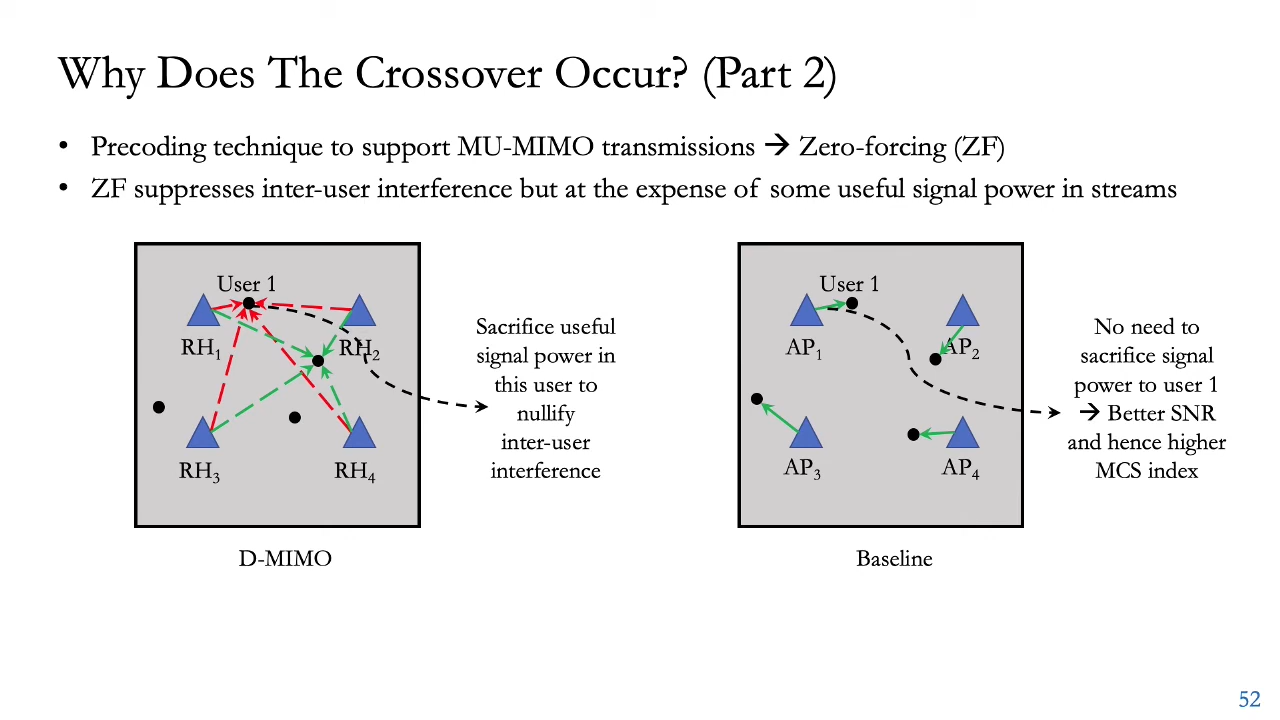 Why Does The Crossover Occur? (Part 2)
• Precoding technique to support MU-MIMO transmissions → Zero-forcing (ZF)
• ZF suppresses inter-user interference but at the expense of some useful signal power in streams
User 1
RH1
RH2
RH3
RH4
D-MIMO
Sacrifice useful
signal power in
this user to
nullify
inter-user
interference
User 1
AP1
AP2
AP3
AP4
Baseline
No need to
sacrifice signal
power to user 1
→ Better SNR
and hence higher
MCS index
52